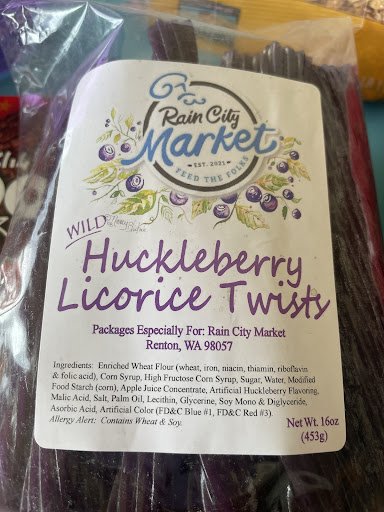 Rain City
Market
EST. 2021
FEED THE FOLKS
WILD
Huckleberry
Licorice Twists
Packages Especially For: Rain City Market
Renton, WA 98057
Ingredients: Enriched Wheat Flour (wheat, iron, niacin, thiamin, riboflavin
& folic acid), Corn Syrup, High Fructose Corn Syrup, Sugar, Water, Modified
Food Starch (corn), Apple Juice Concentrate, Artificial Huckleberry Flavoring,
Malic Acid, Salt, Palm Oil, Lecithin, Glycerine, Soy Mono & Diglyceride,
Ascorbic Acid, Artificial Color (FD&C Blue #1, FD&C Red #3).
Allergy Alert: Contains Wheat & Soy.
Net Wt. 16oz
(453g)